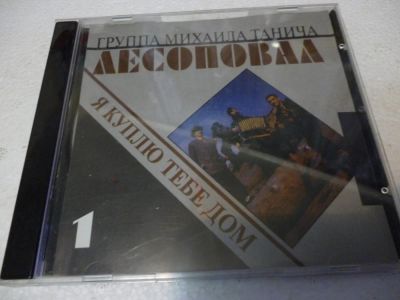 ГРУППА МИХАИЛА ТАНИЧА
ЛЕСОПОВАЛ
Я КУПЛЮ ТЕБЕ ДОМ
1